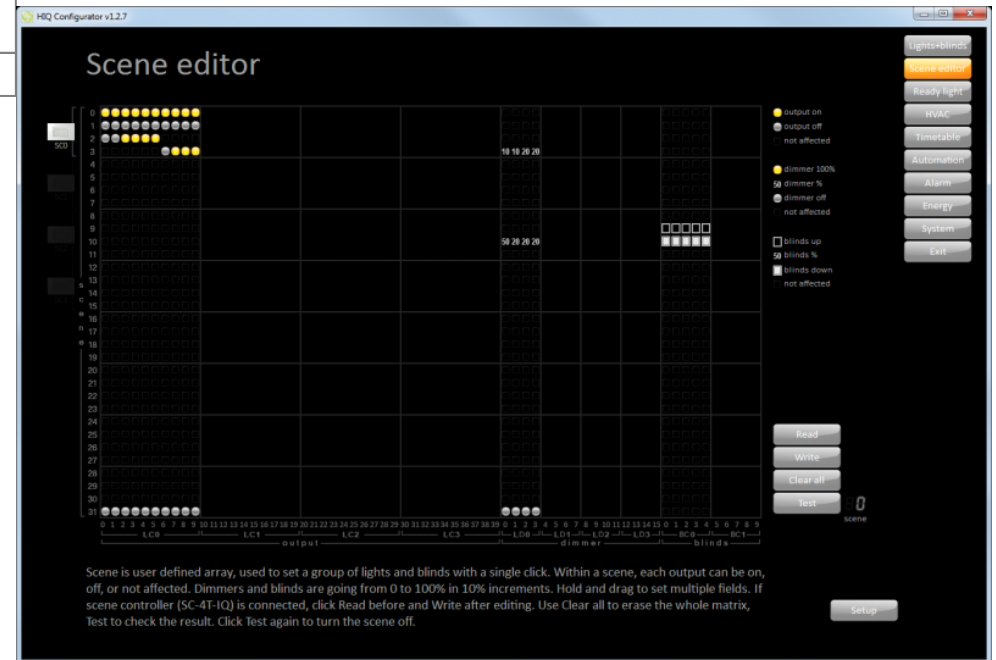 HIQ Configurator v1.2.7
Scene editor
Lights+blinds
Scene editor
Ready light
HVAC
Timetable
Automation
Alarm
Energy
System
Exit
SC0
scene
0
1
2
3
4
5
6
7
8
9
10
11
12
13
14
15
16
17
18
19
20
21
22
23
24
25
26
27
28
29
30
31
10 10 20 20
50 20 20 20
output on
output off
not affected
dimmer 100%
50 dimmer %
dimmer off
not affected
blinds up
50 blinds %
blinds down
not affected
Read
Write
Clear all
Test
0
scene
0 1 2 3 4 5 6 7 8 9 10 11 12 13 14 15 16 17 18 19 20 21 22 23 24 25 26 27 28 29 30 31 32 33 34 35 36 37 38 39 0 1 2 3 4 5 6 7 8 9 10 11 12 13 14 15 0 1 2 3 4 5 6 7 8 9
LC0 LC1 LC2 LC3 LD0 LD1 LD2 LD3 BC0 BC1
output dimmer blinds
Scene is user defined array, used to set a group of lights and blinds with a single click. Within a scene, each output can be on,
off, or not affected. Dimmers and blinds are going from 0 to 100% in 10% increments. Hold and drag to set multiple fields. If
scene controller (SC-4T-IQ) is connected, click Read before and Write after editing. Use Clear all to erase the whole matrix,
Test to check the result. Click Test again to turn the scene off.
Setup